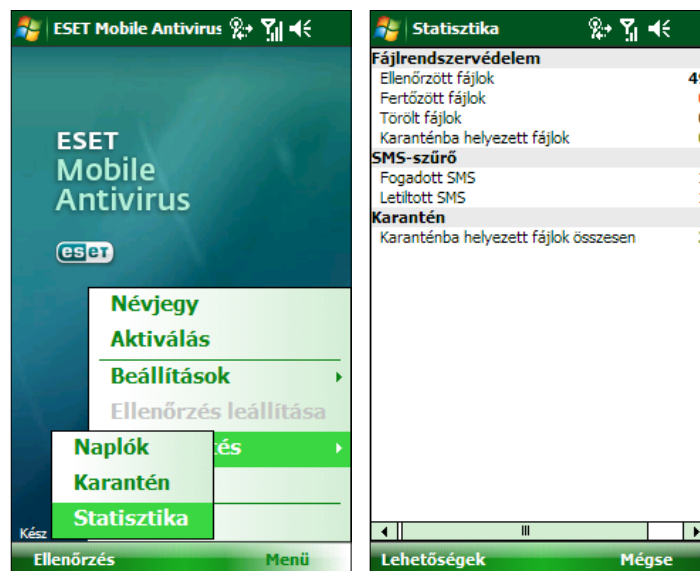 ESET Mobile Antivirus
ESET
Mobile
Antivirus
eset
Névjegy
Aktiválás
Beállítások
Ellenőrzés leállítása
Naplók
Karantén
Statisztika
Kész
Ellenőrzés Menü
Statisztika
Fájlrendszervédelem
Ellenőrzött fájlok
Fertőzött fájlok
Törölt fájlok
Karanténba helyezett fájlok
SMS-szűrő
Fogadott SMS
Letiltott SMS
Karantén
Karanténba helyezett fájlok összesen
Lehetőségek Mégse